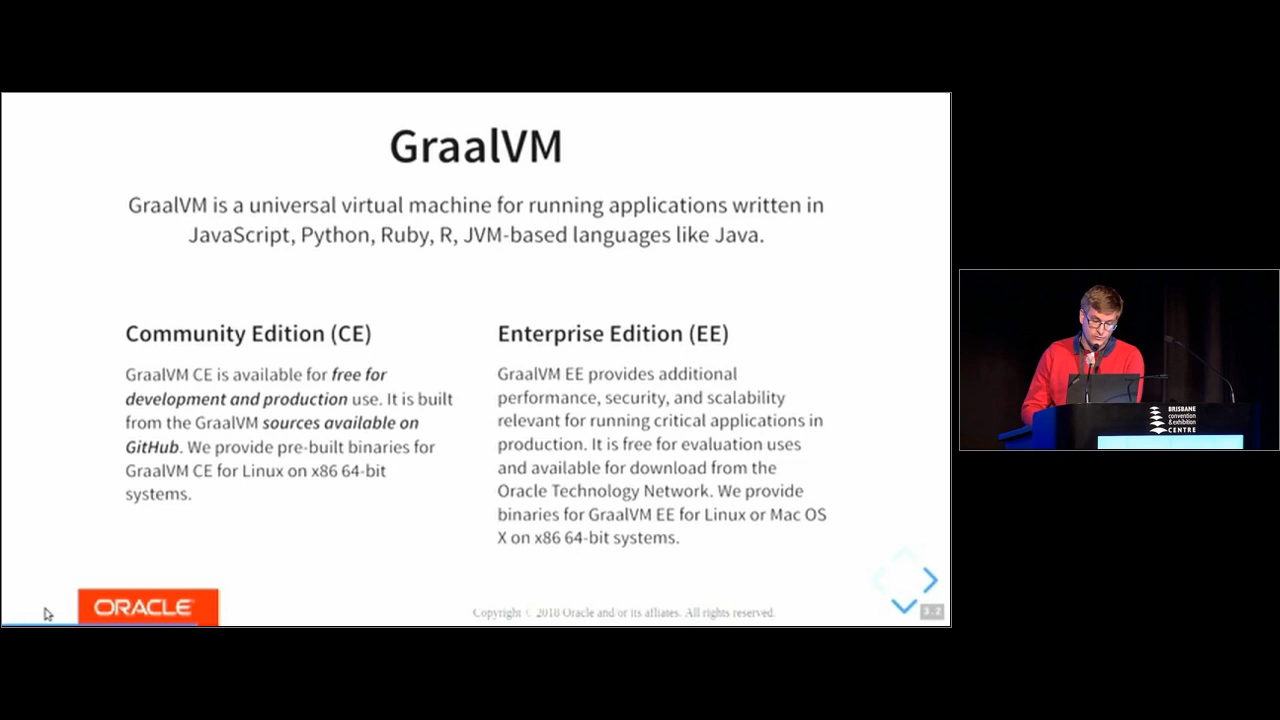 GraalVM
GraalVM is a universal virtual machine for running applications written in
JavaScript, Python, Ruby, R, JVM-based languages like Java.
Community Edition (CE)
GraalVM CE is available for free for
development and production use. It is built
from the GraalVM sources available on
GitHub. We provide pre-built binaries for
GraalVM CE for Linux on x86 64-bit
systems.
Enterprise Edition (EE)
GraalVM EE provides additional
performance, security, and scalability
relevant for running critical applications in
production. It is free for evaluation uses
and available for download from the
Oracle Technology Network. We provide
binaries for GraalVM EE for Linux or Mac OS
X on x86 64-bit systems.
ORACLE
Copyright © 2018 Oracle and/or its affliates. All rights reserved.
3.2
BRISBANE
convention
& exhibition
CENTRE